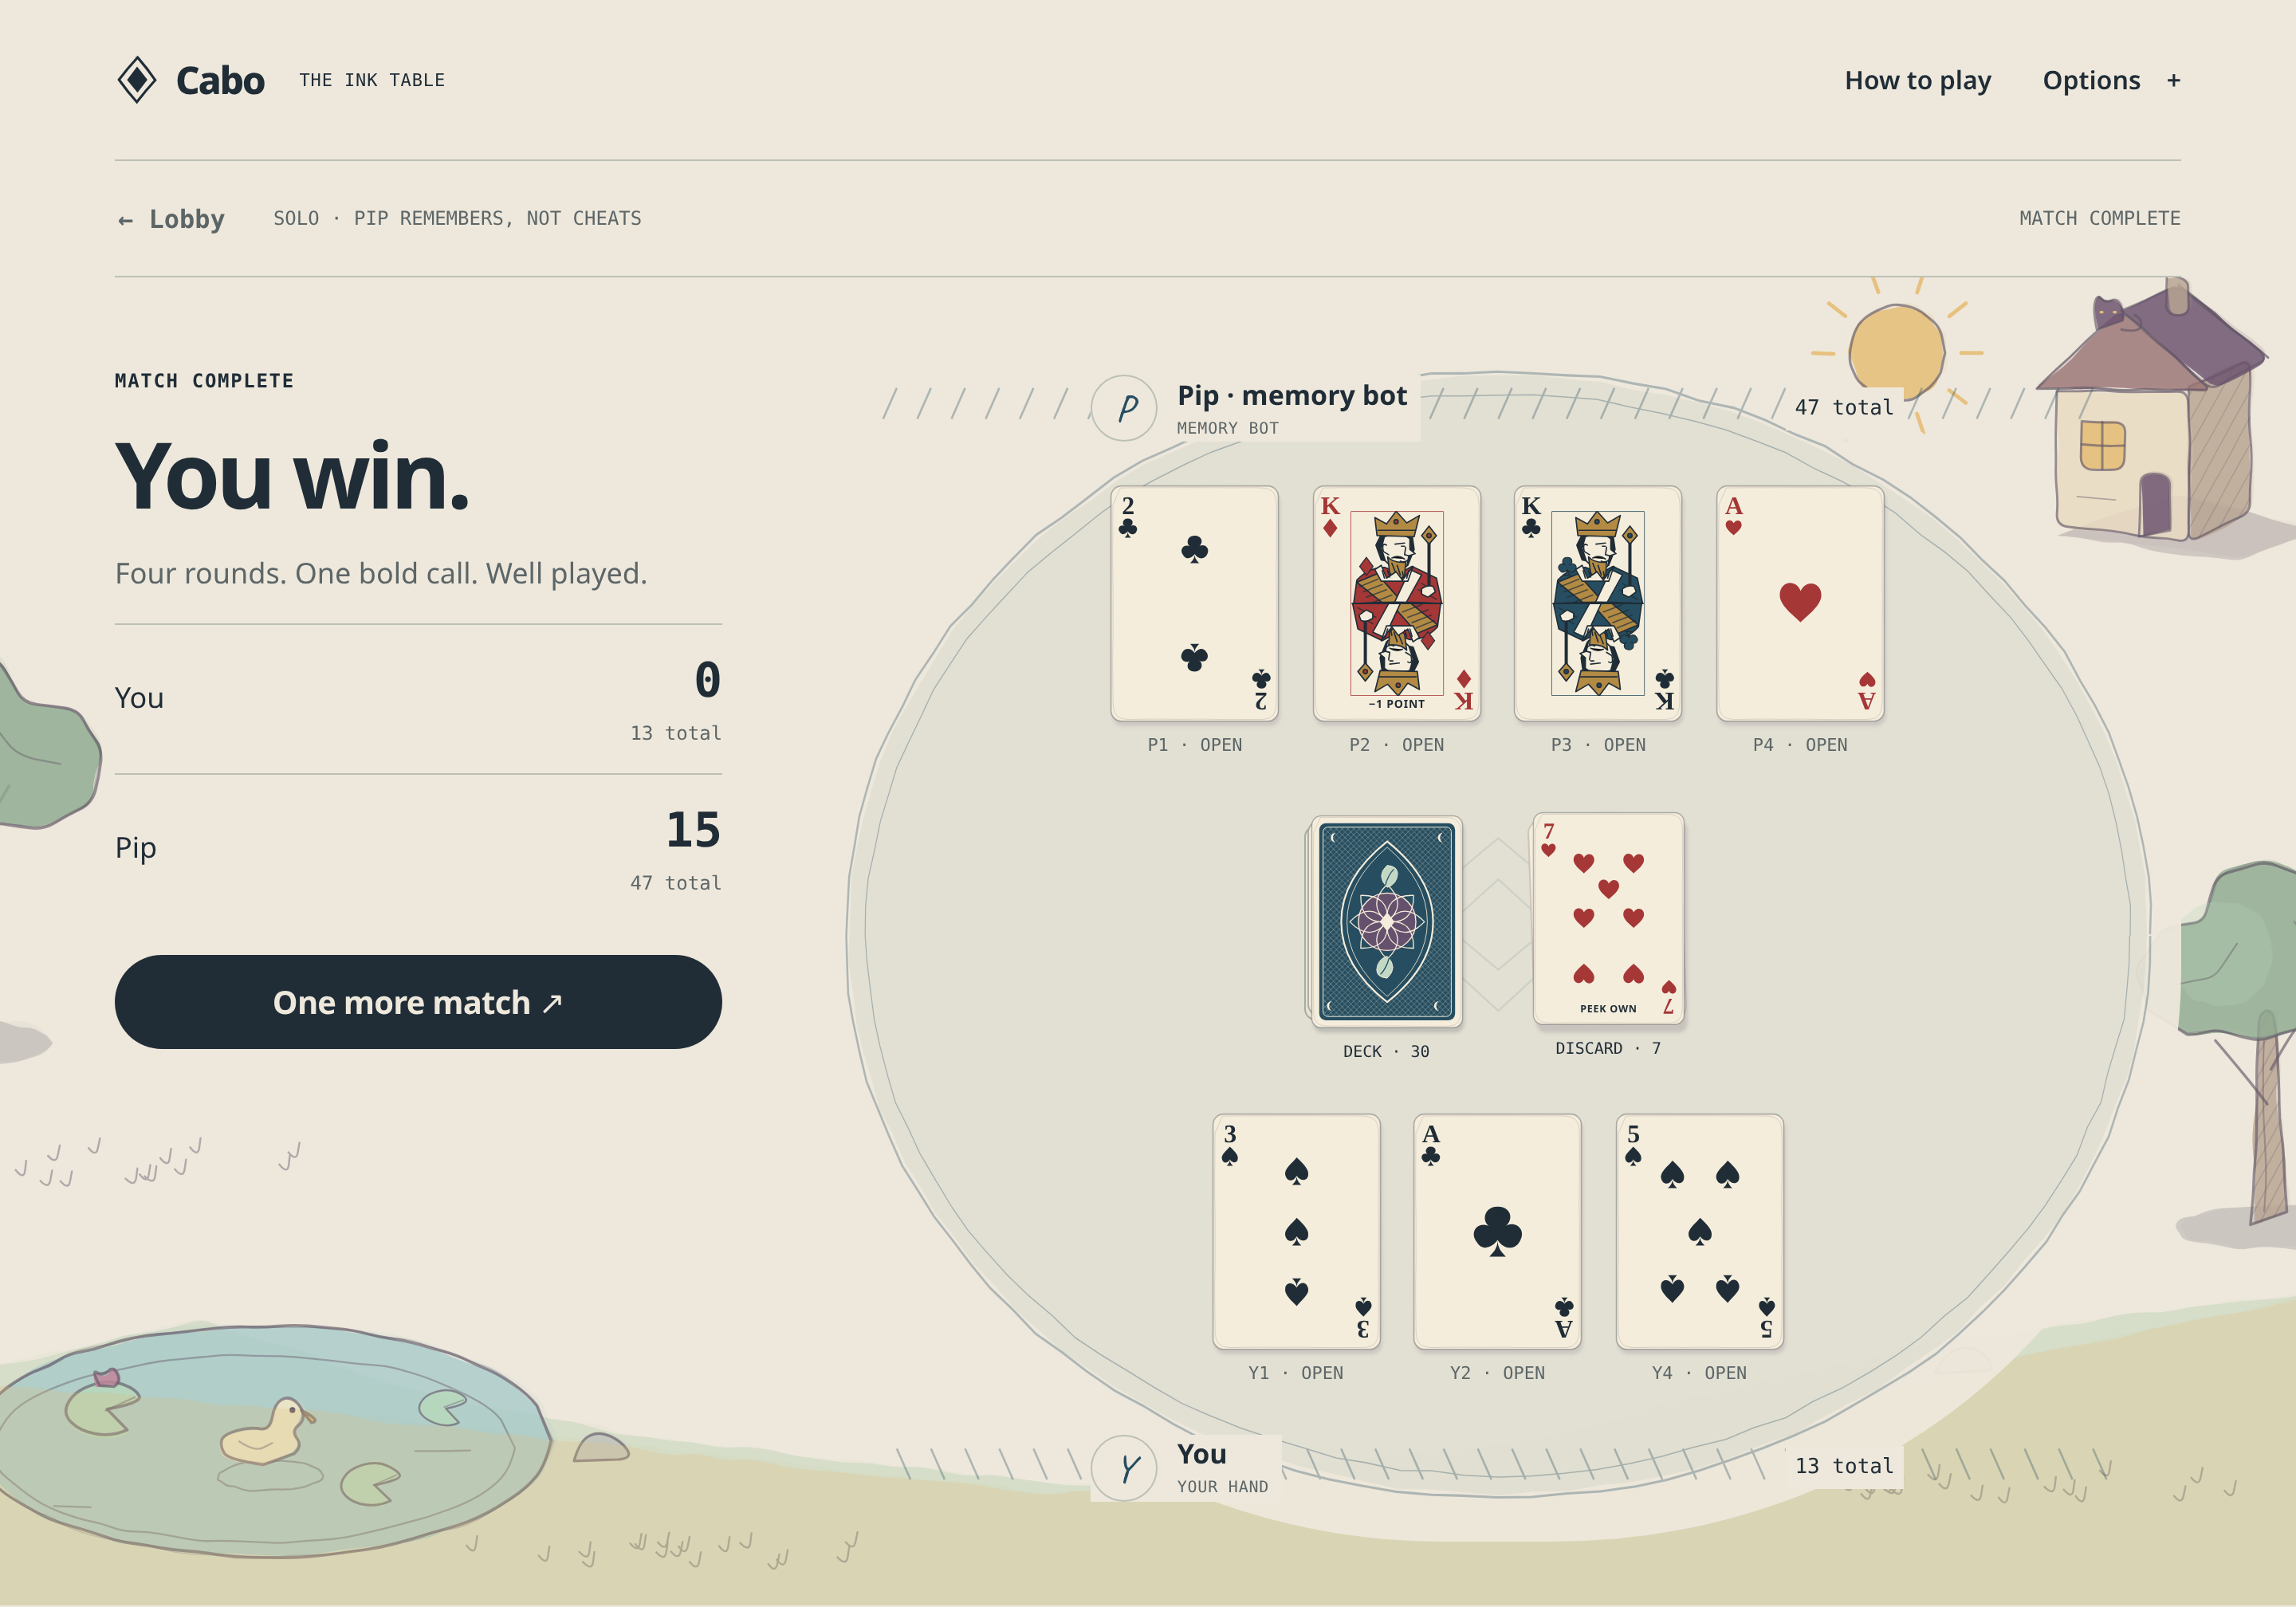 Cabo THE INK TABLE How to play Options +
← Lobby SOLO · PIP REMEMBERS, NOT CHEATS MATCH COMPLETE
MATCH COMPLETE
You win.
Four rounds. One bold call. Well played.
You 0
13 total
Pip 15
47 total
One more match ↗
P Pip · memory bot
MEMORY BOT
47 total
2 K K A
−1 POINT
2 K K A
P1 · OPEN P2 · OPEN P3 · OPEN P4 · OPEN
7
PEEK OWN 7
DECK · 30 DISCARD · 7
3 A 5
3 A 5
Y1 · OPEN Y2 · OPEN Y4 · OPEN
Y You
YOUR HAND
13 total